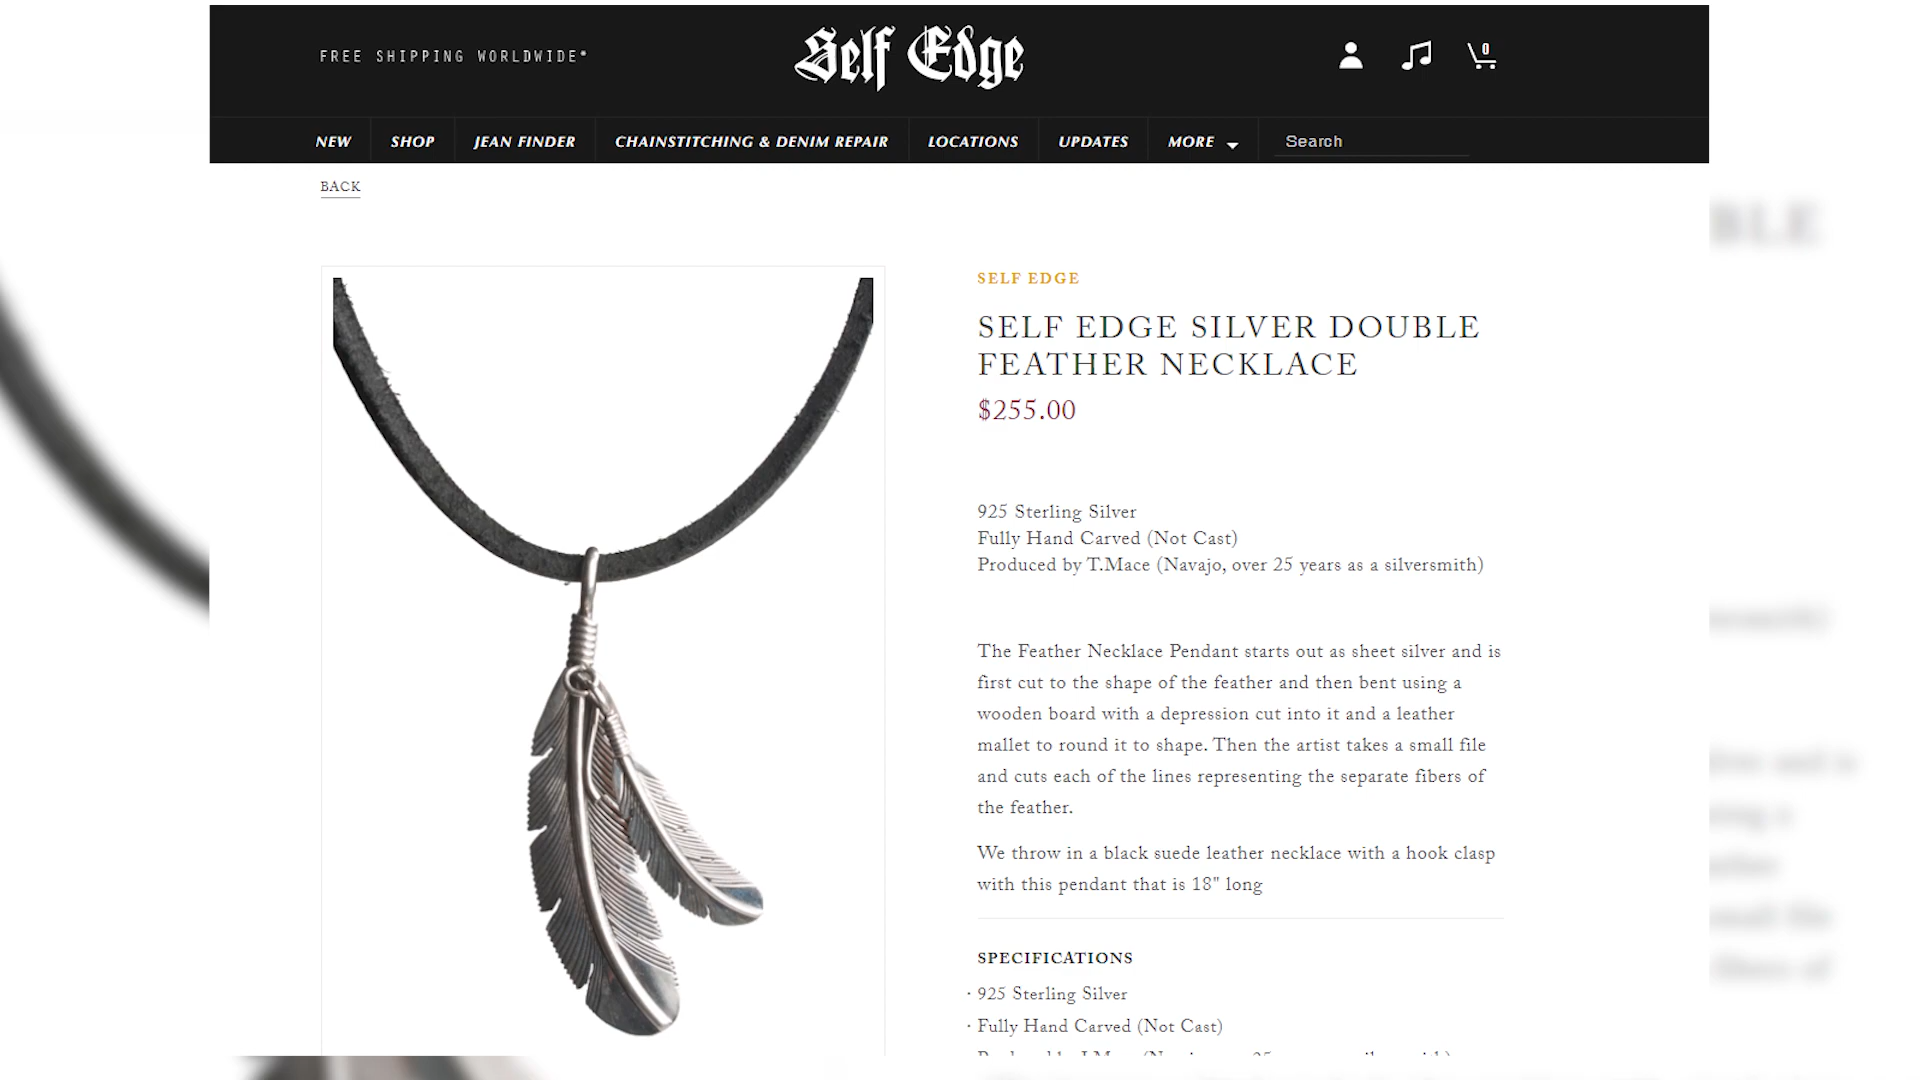 FREE SHIPPING WORLDWIDE*
Self Edge
0
NEW
SHOP
JEAN FINDER
CHAINSTITCHING & DENIM REPAIR
LOCATIONS
UPDATES
MORE
Search
BACK
SELF EDGE
SELF EDGE SILVER DOUBLE
FEATHER NECKLACE
$255.00
925 Sterling Silver
Fully Hand Carved (Not Cast)
Produced by T.Mace (Navajo, over 25 years as a silversmith)
The Feather Necklace Pendant starts out as sheet silver and is
first cut to the shape of the feather and then bent using a
wooden board with a depression cut into it and a leather
mallet to round it to shape. Then the artist takes a small file
and cuts each of the lines representing the separate fibers of
the feather.
We throw in a black suede leather necklace with a hook clasp
with this pendant that is 18" long
SPECIFICATIONS
· 925 Sterling Silver
· Fully Hand Carved (Not Cast)